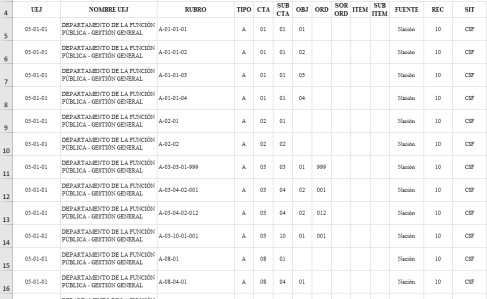 4 UEJ NOMBRE UEJ RUBRO TIPO CTA SUB CTA OBJ ORD SOR ORD ITEM SUB ITEM FUENTE REC SIT
5 05-01-01 DEPARTAMENTO DE LA FUNCIÓN PÚBLICA - GESTIÓN GENERAL A-01-01-01 A 01 01 01 Nación 10 CSF
6 05-01-01 DEPARTAMENTO DE LA FUNCIÓN PÚBLICA - GESTIÓN GENERAL A-01-01-02 A 01 01 02 Nación 10 CSF
7 05-01-01 DEPARTAMENTO DE LA FUNCIÓN PÚBLICA - GESTIÓN GENERAL A-01-01-03 A 01 01 03 Nación 10 CSF
8 05-01-01 DEPARTAMENTO DE LA FUNCIÓN PÚBLICA - GESTIÓN GENERAL A-01-01-04 A 01 01 04 Nación 10 CSF
9 05-01-01 DEPARTAMENTO DE LA FUNCIÓN PÚBLICA - GESTIÓN GENERAL A-02-01 A 02 01 Nación 10 CSF
10 05-01-01 DEPARTAMENTO DE LA FUNCIÓN PÚBLICA - GESTIÓN GENERAL A-02-02 A 02 02 Nación 10 CSF
11 05-01-01 DEPARTAMENTO DE LA FUNCIÓN PÚBLICA - GESTIÓN GENERAL A-03-03-01-999 A 03 03 01 999 Nación 10 CSF
12 05-01-01 DEPARTAMENTO DE LA FUNCIÓN PÚBLICA - GESTIÓN GENERAL A-03-04-02-001 A 03 04 02 001 Nación 10 CSF
13 05-01-01 DEPARTAMENTO DE LA FUNCIÓN PÚBLICA - GESTIÓN GENERAL A-03-04-02-012 A 03 04 02 012 Nación 10 CSF
14 05-01-01 DEPARTAMENTO DE LA FUNCIÓN PÚBLICA - GESTIÓN GENERAL A-03-10-01-001 A 03 10 01 001 Nación 10 CSF
15 05-01-01 DEPARTAMENTO DE LA FUNCIÓN PÚBLICA - GESTIÓN GENERAL A-08-01 A 08 01 Nación 10 CSF
16 05-01-01 DEPARTAMENTO DE LA FUNCIÓN PÚBLICA - GESTIÓN GENERAL A-08-04-01 A 08 04 01 Nación 10 CSF